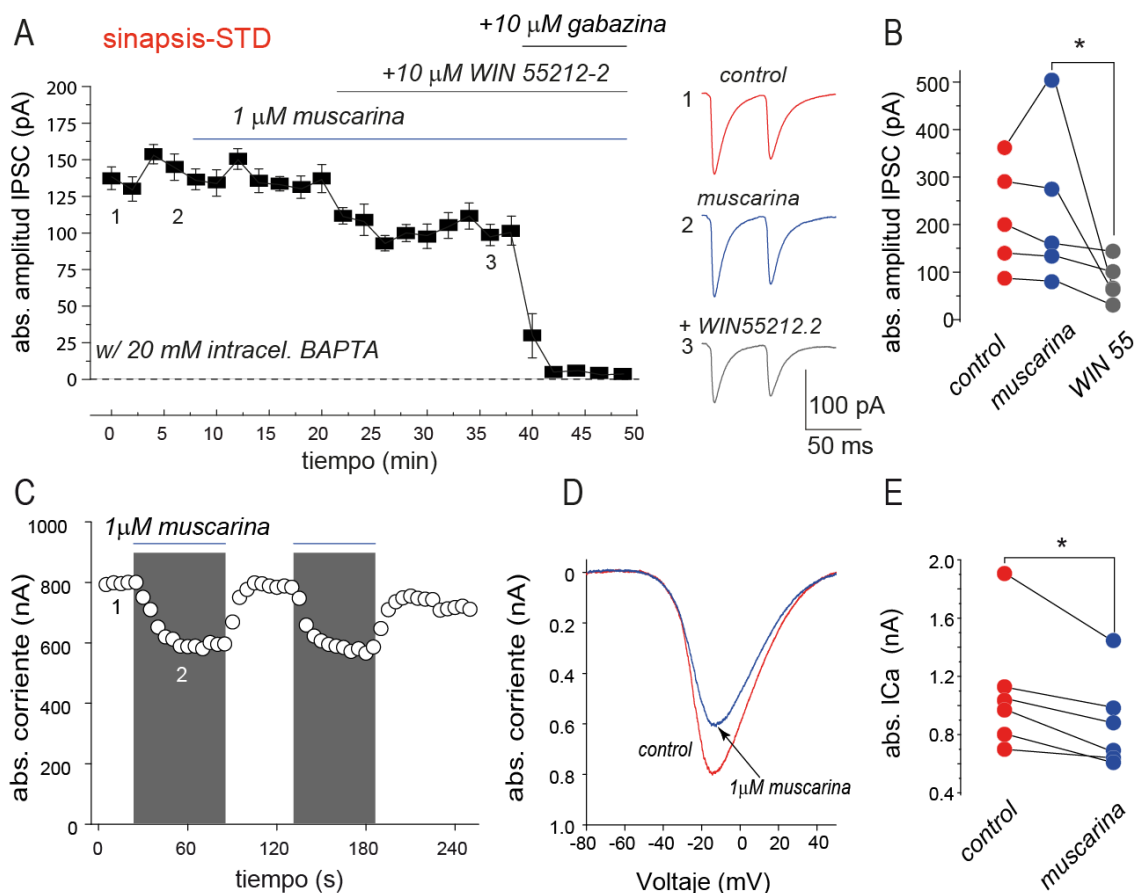 A
sinapsis-STD
+10 µM gabazina
+10 µM WIN 55212-2
1 µM muscarina
abs. amplitud IPSC (pA)
200
175
150
125
100
75
50
25
0
1
2
3
w/ 20 mM intracel. BAPTA
0 5 10 15 20 25 30 35 40 45 50
tiempo (min)
control
1
muscarina
2
+ WIN55212.2
3
100 pA
50 ms
B
*
abs. amplitud IPSC (pA)
500
400
300
200
100
0
control
muscarina
WIN 55
C
1µM muscarina
abs. corriente (nA)
1000
800
600
400
200
0
1
2
0 60 120 180 240
tiempo (s)
D
abs. corriente (nA)
0
0.2
0.4
0.6
0.8
1.0
control
1µM muscarina
-80 -60 -40 -20 0 20 40
Voltaje (mV)
E
*
abs. ICa (nA)
2.0
1.6
1.2
0.8
0.4
control
muscarina